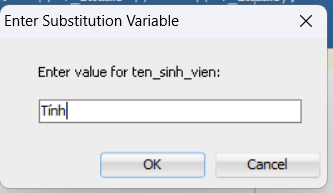 Enter Substitution Variable
Enter value for ten_sinh_vien:
Tính
OK
Cancel